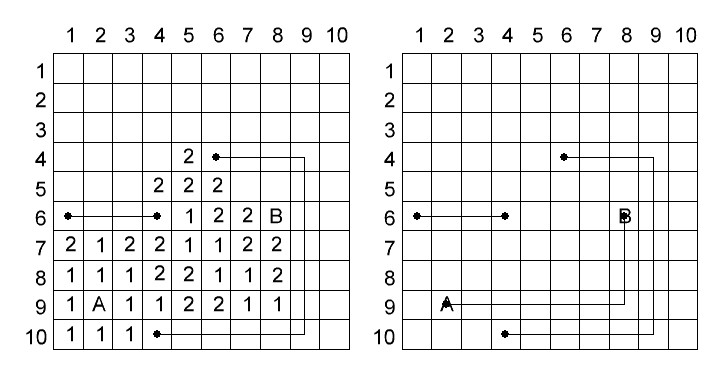 1 2 3 4 5 6 7 8 9 10 1 2 3 4 5 6 7 8 9 10
1 1
2 2
3 3
4 2 4
5 2 2 2 5
6 1 2 2 B 6 B
7 2 1 2 2 1 1 2 2 7
8 1 1 1 2 2 1 1 2 8
9 1 A 1 1 2 2 1 1 9 A
10 1 1 1 10